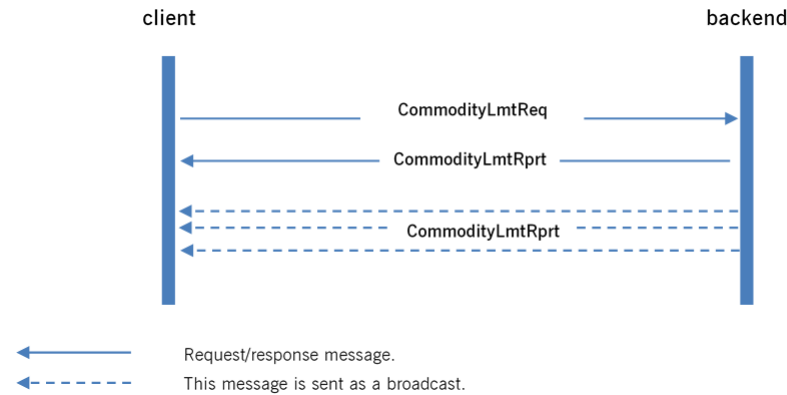 client
backend
CommodityLmtReq
CommodityLmtRprt
CommodityLmtRprt
Request/response message.
This message is sent as a broadcast.